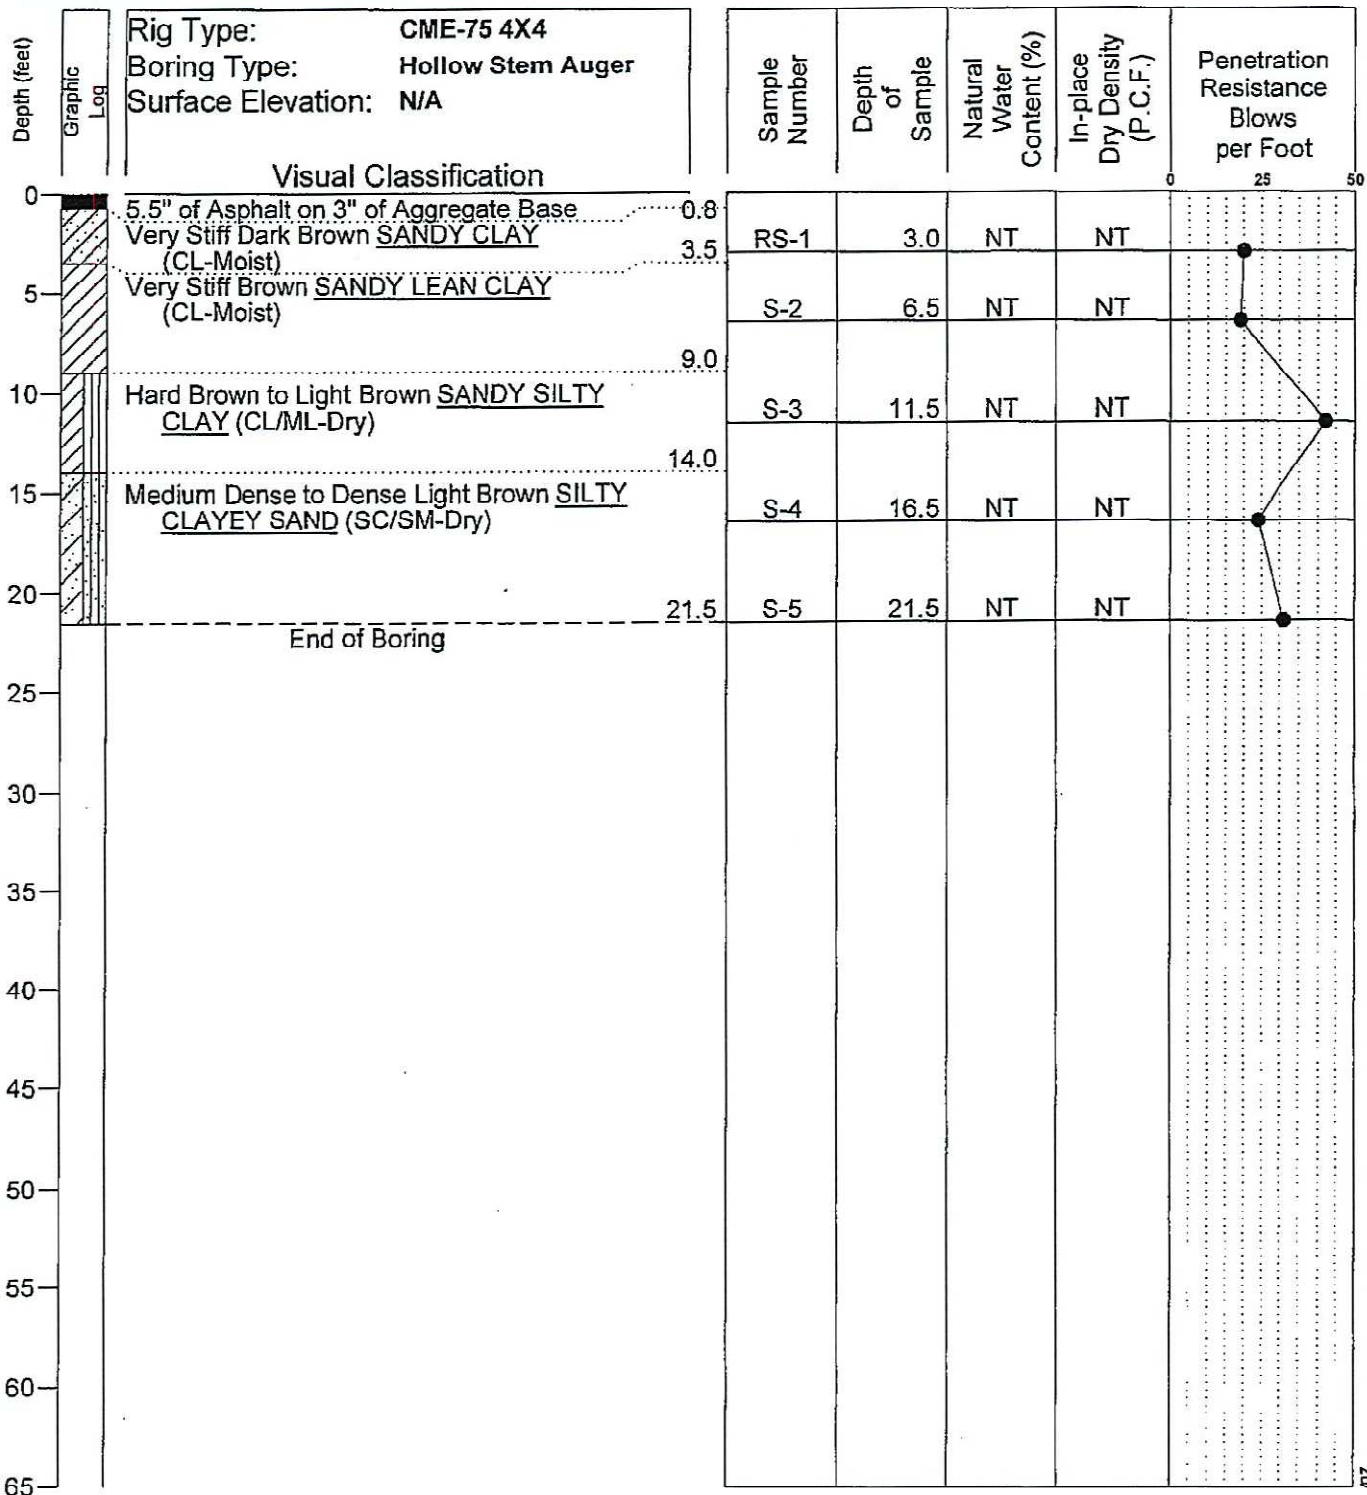 Depth (feet)
Graphic
Log
Rig Type: CME-75 4X4
Boring Type: Hollow Stem Auger
Surface Elevation: N/A
Visual Classification
Sample
Number
Depth
of
Sample
Natural
Water
Content (%)
In-place
Dry Density
(P.C.F.)
Penetration
Resistance
Blows
per Foot
0 25 50
0
5.5" of Asphalt on 3" of Aggregate Base 0.8
Very Stiff Dark Brown SANDY CLAY
(CL-Moist)
3.5
RS-1 3.0 NT NT
5
Very Stiff Brown SANDY LEAN CLAY
(CL-Moist)
S-2 6.5 NT NT
9.0
10
Hard Brown to Light Brown SANDY SILTY
CLAY (CL/ML-Dry)
S-3 11.5 NT NT
14.0
15
Medium Dense to Dense Light Brown SILTY
CLAYEY SAND (SC/SM-Dry)
S-4 16.5 NT NT
20
21.5
S-5 21.5 NT NT
End of Boring
25
30
35
40
45
50
55
60
65